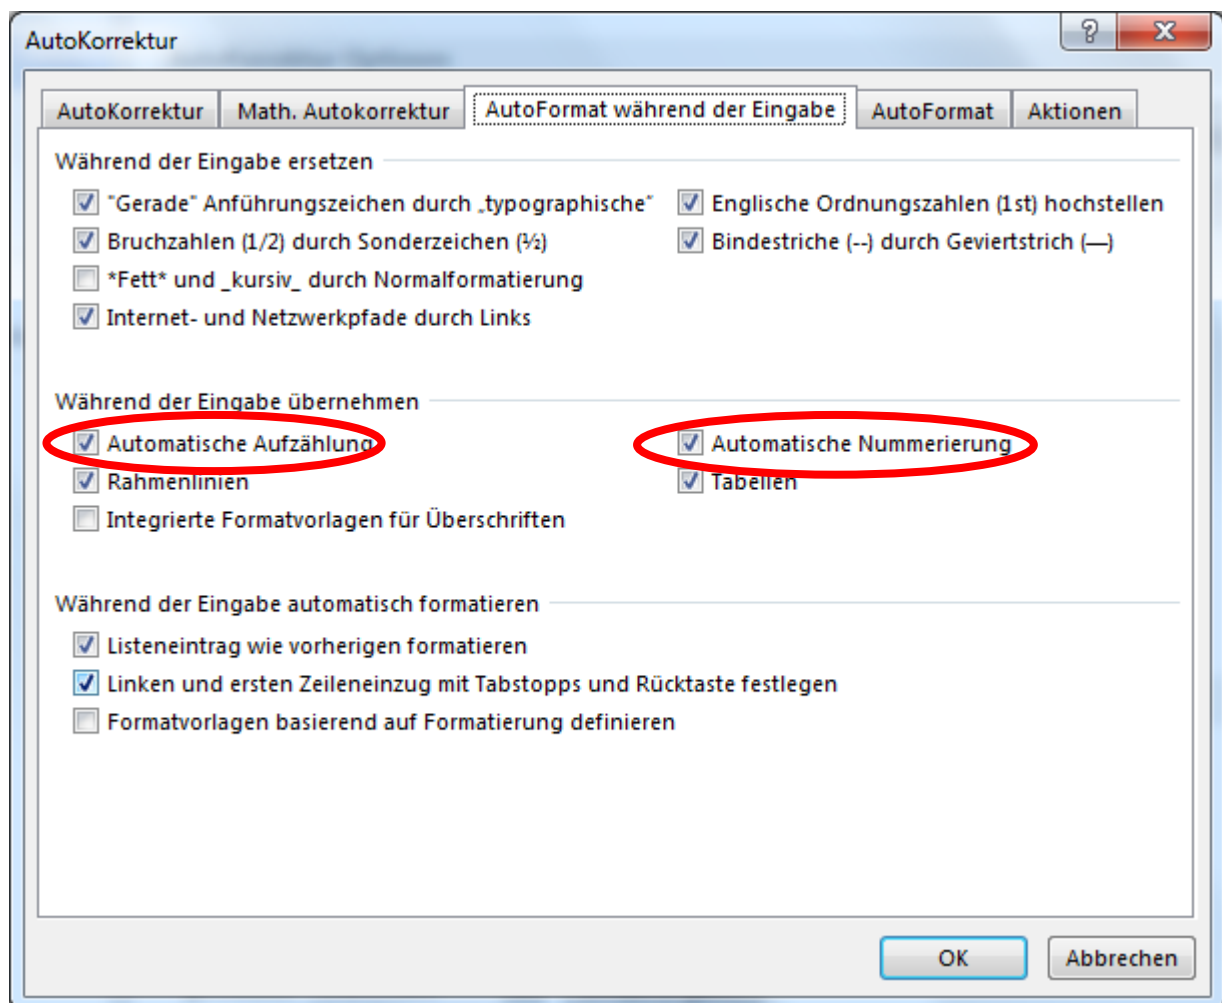 AutoKorrektur
AutoKorrektur Math. Autokorrektur AutoFormat während der Eingabe AutoFormat Aktionen
Während der Eingabe ersetzen
"Gerade" Anführungszeichen durch „typographische“ Englische Ordnungszahlen (1st) hochstellen
Bruchzahlen (1/2) durch Sonderzeichen (½) Bindestriche (--) durch Geviertstrich (—)
*Fett* und _kursiv_ durch Normalformatierung
Internet- und Netzwerkpfade durch Links
Während der Eingabe übernehmen
Automatische Aufzählung Automatische Nummerierung
Rahmenlinien Tabellen
Integrierte Formatvorlagen für Überschriften
Während der Eingabe automatisch formatieren
Listeneintrag wie vorherigen formatieren
Linken und ersten Zeileneinzug mit Tabstopps und Rücktaste festlegen
Formatvorlagen basierend auf Formatierung definieren
OK Abbrechen